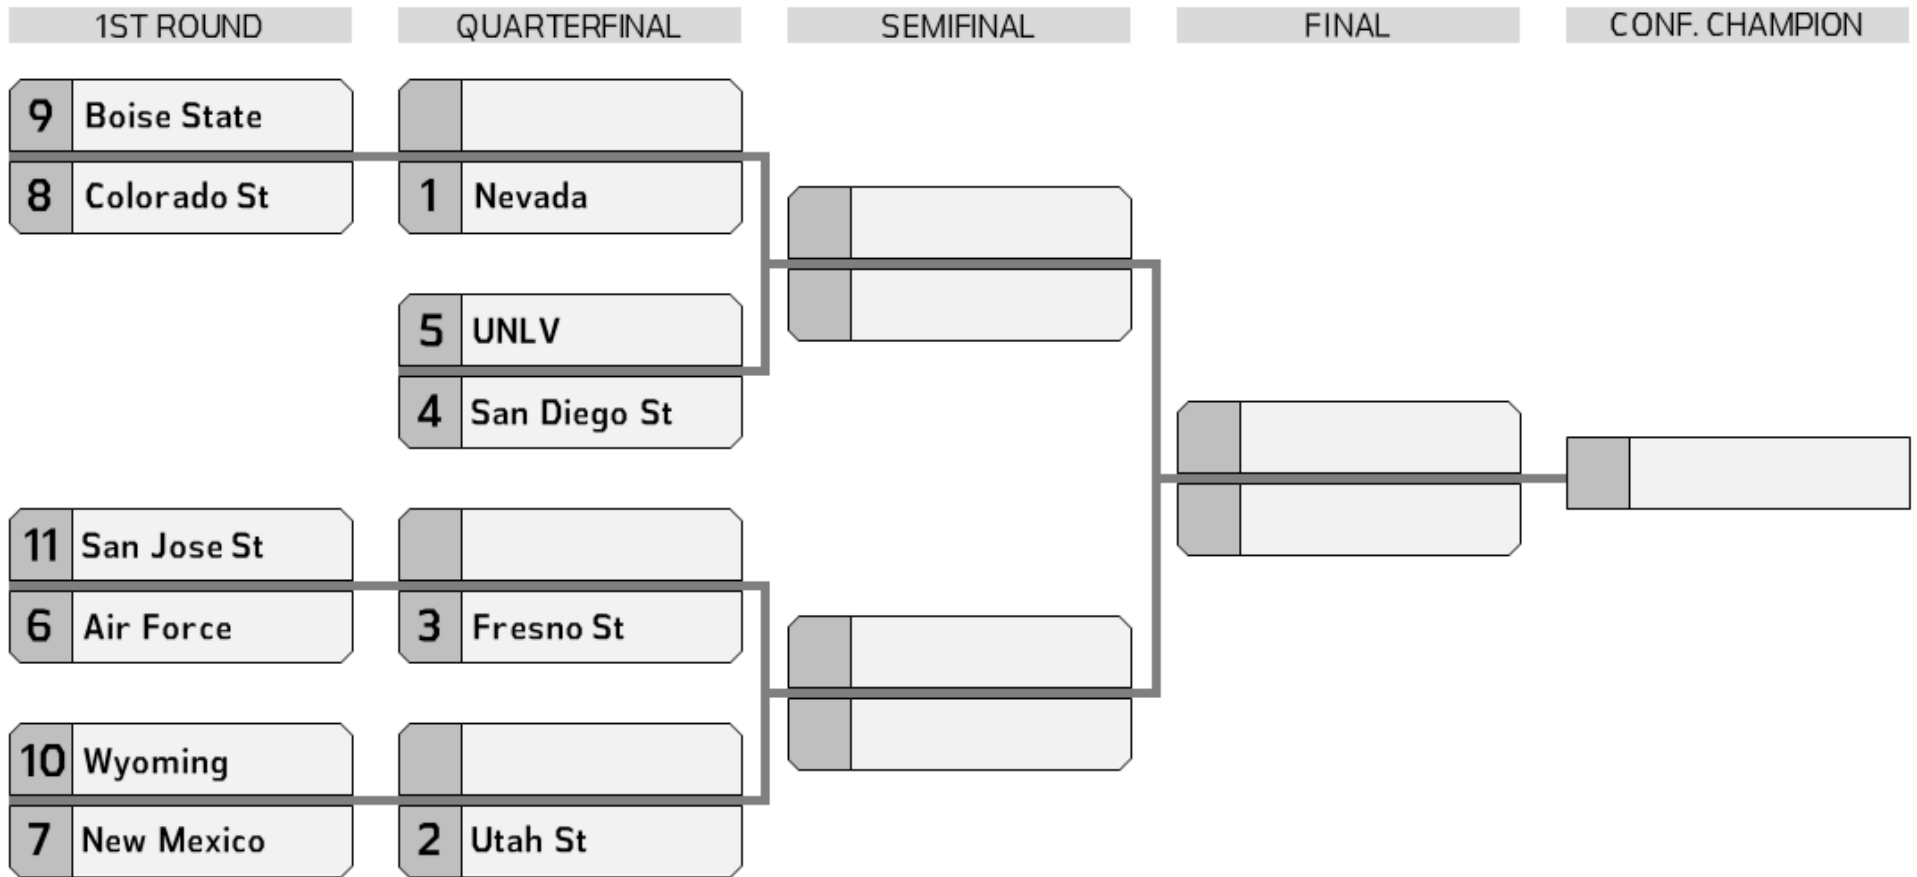 1ST ROUND
QUARTERFINAL
SEMIFINAL
FINAL
CONF. CHAMPION
9 Boise State
8 Colorado St
1 Nevada
5 UNLV
4 San Diego St
11 San Jose St
6 Air Force
3 Fresno St
10 Wyoming
7 New Mexico
2 Utah St